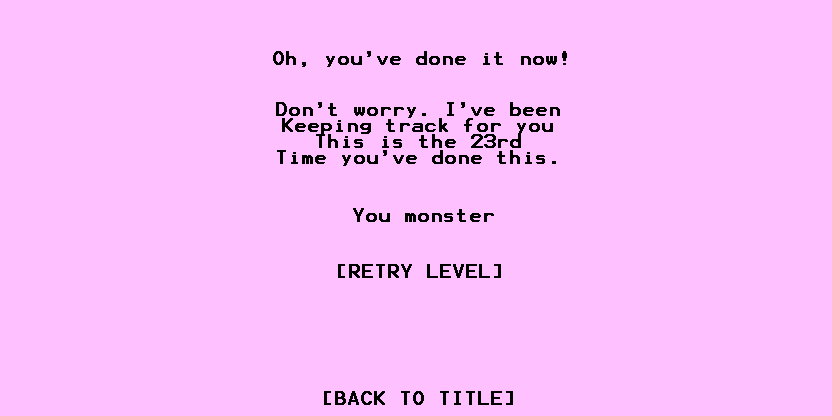 Oh, you've done it now!
Don't worry. I've been
Keeping track for you
This is the 23rd
Time you've done this.
You monster
[RETRY LEVEL]
[BACK TO TITLE]